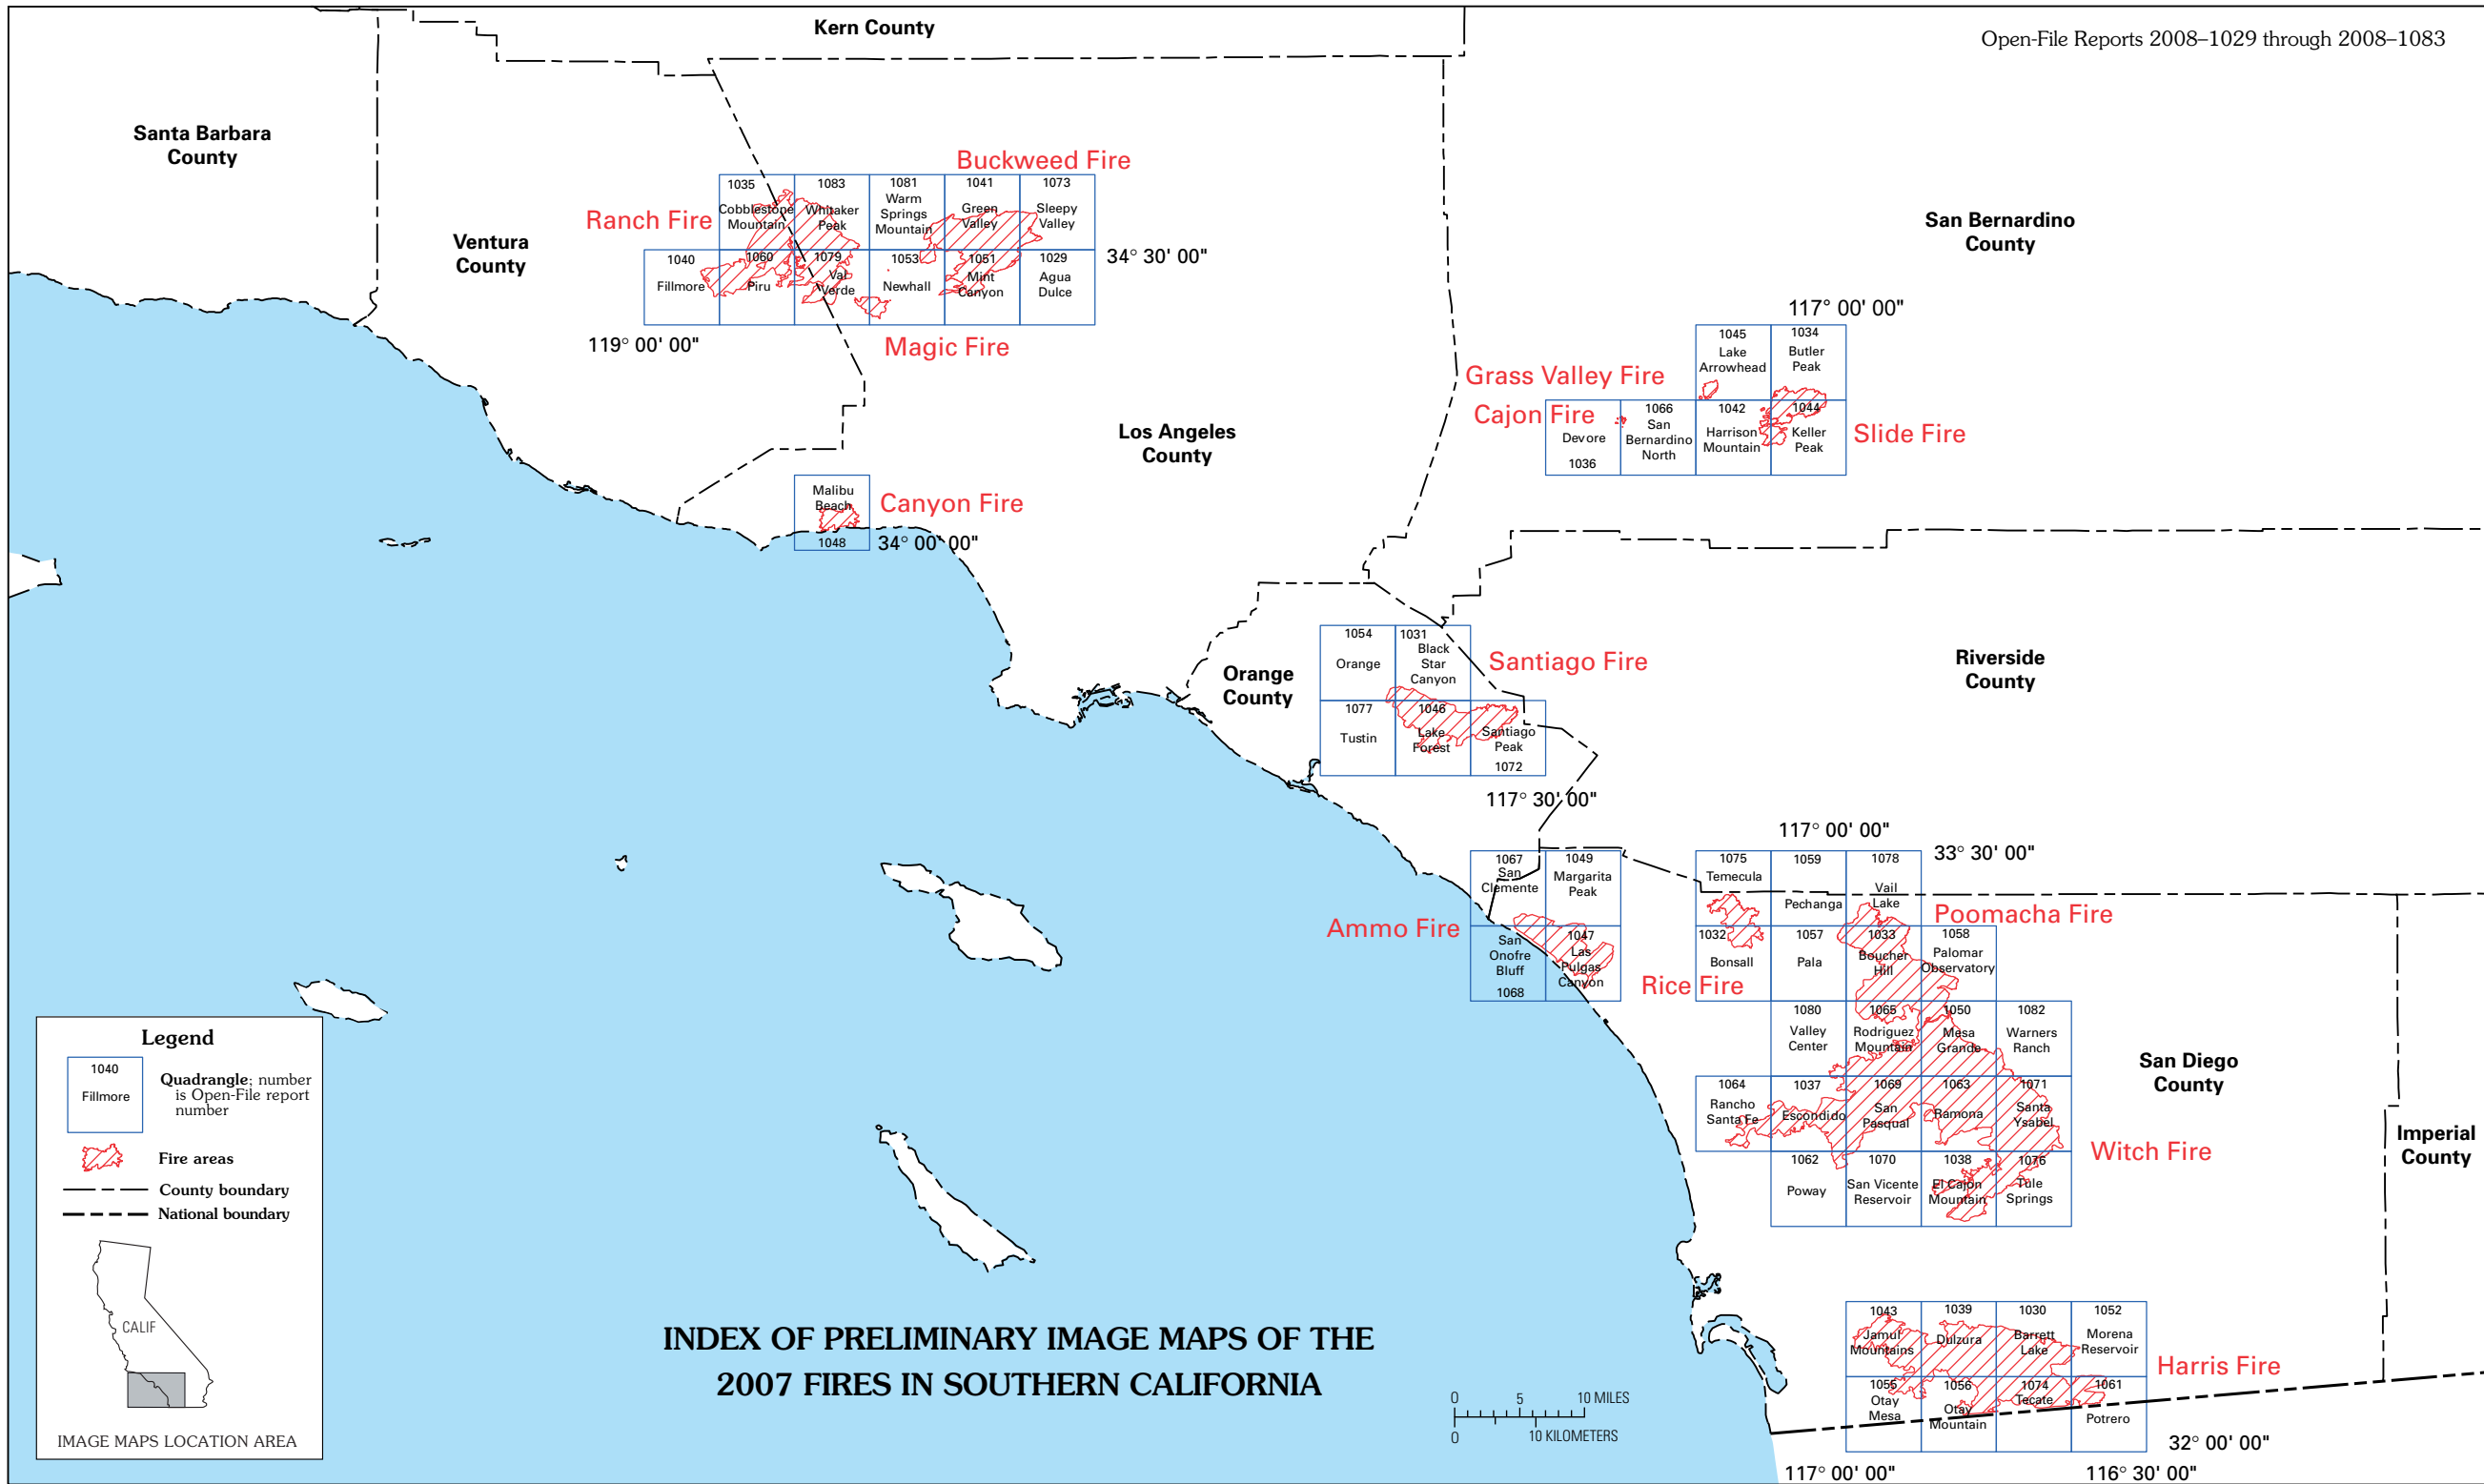 Kern County
Open-File Reports 2008–1029 through 2008–1083
Santa Barbara
County
Ventura
County
Los Angeles
County
San Bernardino
County
Orange
County
Riverside
County
San Diego
County
Imperial
County
Buckweed Fire
Ranch Fire
Magic Fire
1035
Cobblestone
Mountain
1083
Whitaker
Peak
1081
Warm
Springs
Mountain
1041
Green
Valley
1073
Sleepy
Valley
34° 30' 00"
1040
Fillmore
1060
Piru
1079
Val
Verde
1053
Newhall
1051
Mint
Canyon
1029
Agua
Dulce
119° 00' 00"
Malibu
Beach
1048
Canyon Fire
34° 00' 00"
117° 00' 00"
Grass Valley Fire
Cajon Fire
Slide Fire
1045
Lake
Arrowhead
1034
Butler
Peak
Devore
1036
1066
San
Bernardino
North
1042
Harrison
Mountain
1044
Keller
Peak
Santiago Fire
1054
Orange
1031
Black
Star
Canyon
1077
Tustin
1046
Lake
Forest
Santiago
Peak
1072
117° 30' 00"
Ammo Fire
1067
San
Clemente
1049
Margarita
Peak
San
Onofre
Bluff
1068
1047
Las
Pulgas
Canyon
117° 00' 00"
33° 30' 00"
Rice Fire
Poomacha Fire
1075
Temecula
1059
Pechanga
1078
Vail
Lake
1032
Bonsall
1057
Pala
1033
Boucher
Hill
1058
Palomar
Observatory
1080
Valley
Center
1065
Rodriguez
Mountain
1050
Mesa
Grande
1082
Warners
Ranch
1064
Rancho
Santa Fe
1037
Escondido
1069
San
Pasqual
1063
Ramona
1071
Santa
Ysabel
Witch Fire
1062
Poway
1070
San Vicente
Reservoir
1038
El Cajon
Mountain
1076
Tule
Springs
1043
Jamul
Mountains
1039
Dulzura
1030
Barrett
Lake
1052
Morena
Reservoir
Harris Fire
1055
Otay
Mesa
1056
Otay
Mountain
1074
Tecate
1061
Potrero
32° 00' 00"
117° 00' 00"
116° 30' 00"
Legend
1040
Fillmore
Quadrangle; number
is Open-File report
number
Fire areas
County boundary
National boundary
CALIF
IMAGE MAPS LOCATION AREA
INDEX OF PRELIMINARY IMAGE MAPS OF THE
2007 FIRES IN SOUTHERN CALIFORNIA
0 5 10 MILES
0 10 KILOMETERS